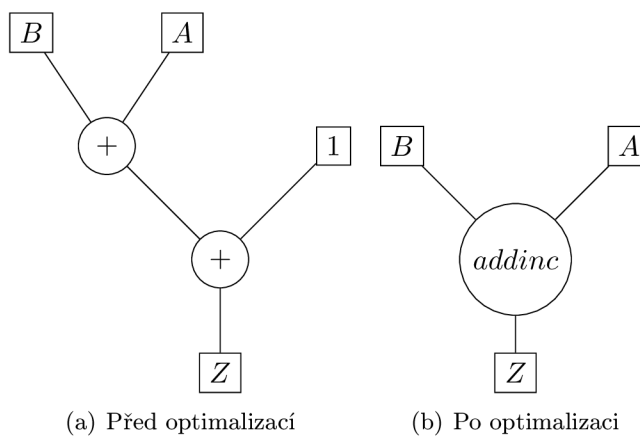 B A
+ 1 B A
+ addinc
Z Z
(a) Před optimalizací (b) Po optimalizaci